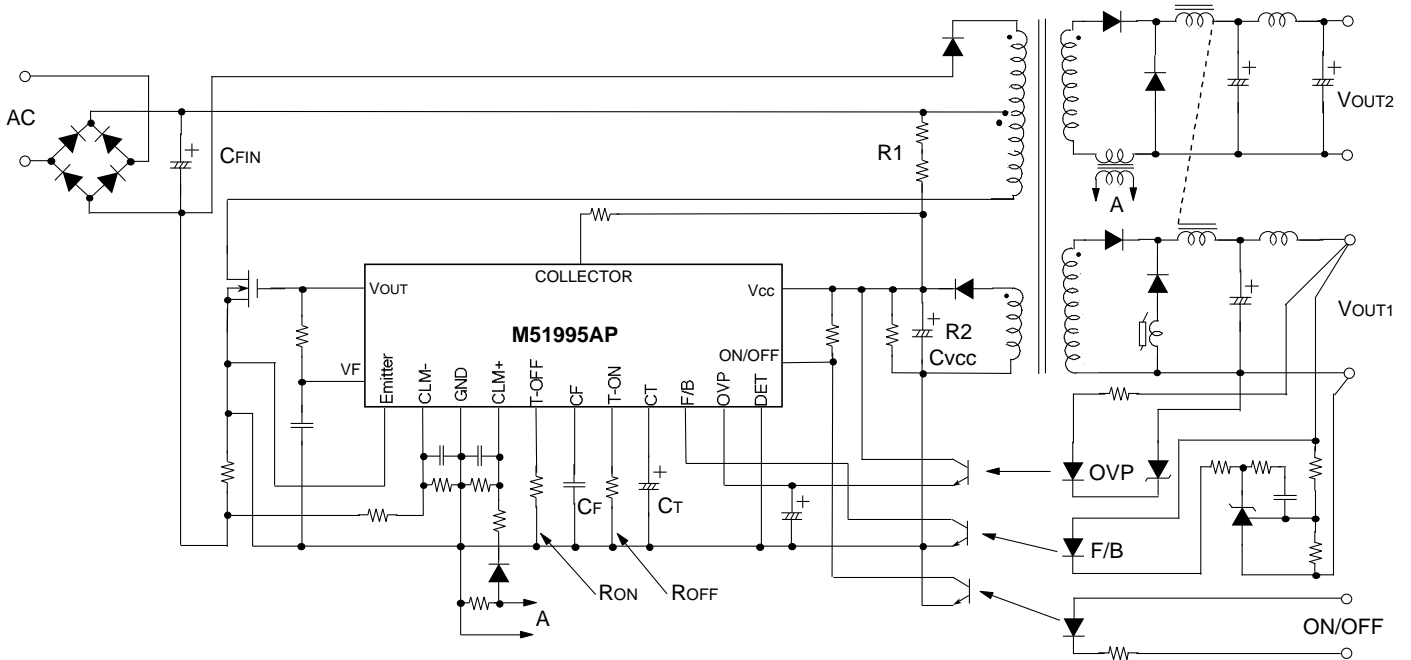 AC
CFIN
+
R1
+
+
VOUT2
A
COLLECTOR
VOUT
Vcc
M51995AP
ON/OFF
VF
Emitter
CLM-
GND
CLM+
T-OFF
CF
T-ON
CT
F/B
OVP
DET
+
R2
CVCC
+
VOUT1
CF
+
CT
+
OVP
F/B
RON
ROFF
A
ON/OFF